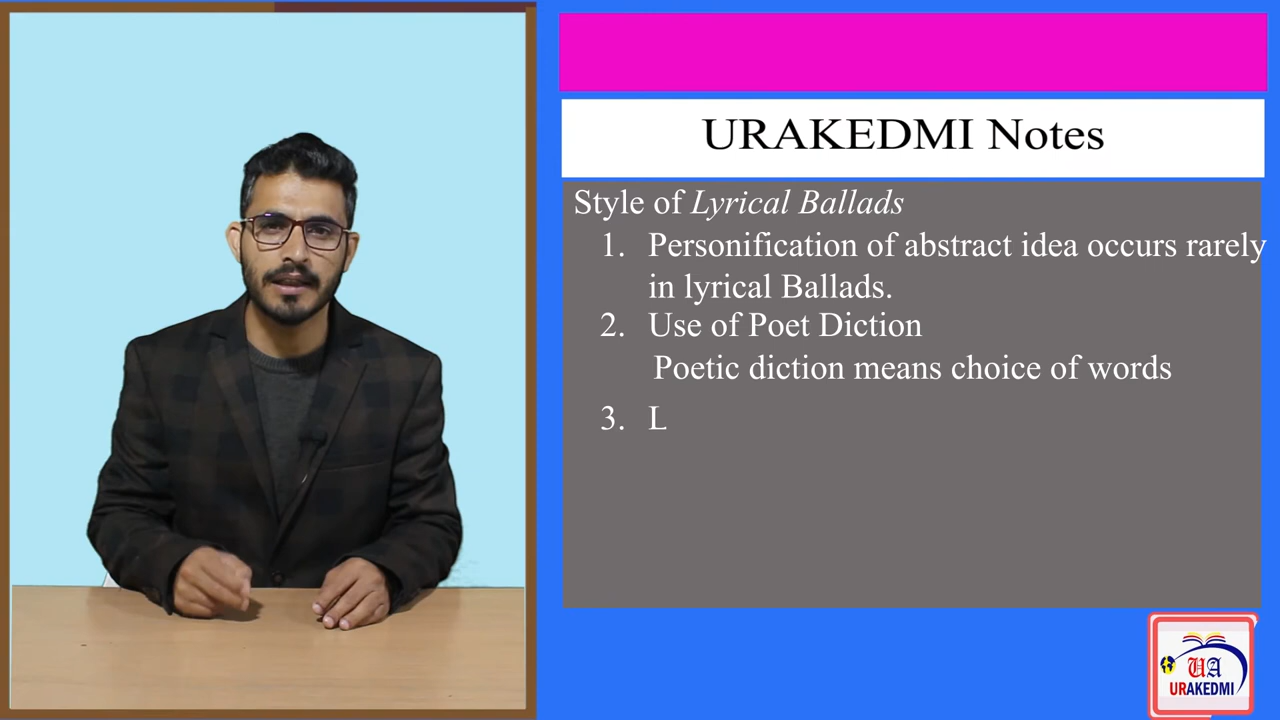 URAKEDMI Notes
Style of Lyrical Ballads
1. Personification of abstract idea occurs rarely
in lyrical Ballads.
2. Use of Poet Diction
Poetic diction means choice of words
3. L
UA
URAKEDMI